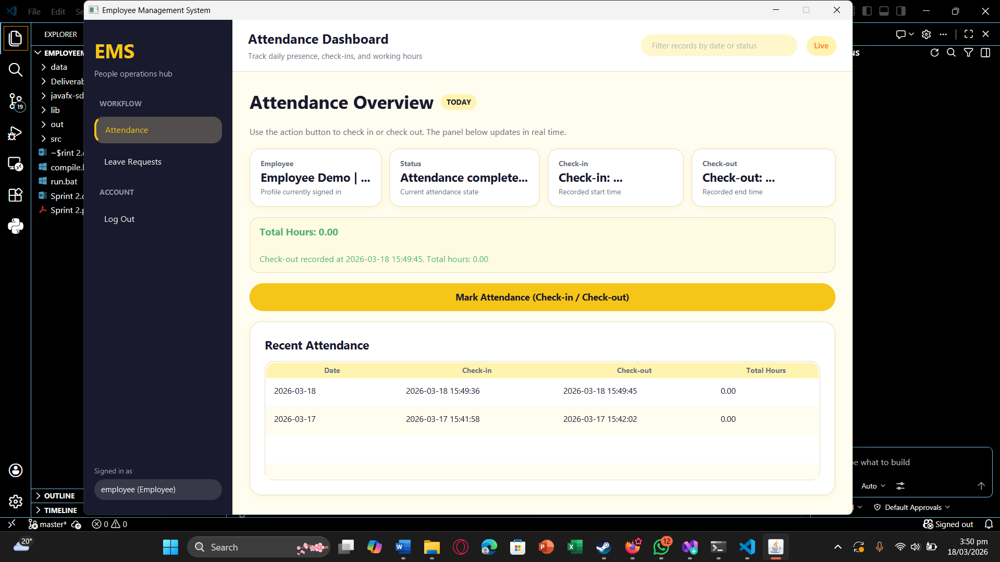 File
Edit
Employee Management System
EXPLORER
data
lib
out
src
~$rint 2.
run.bat
Sprint 2.
Sprint 2.
19
OUTLINE
TIMELINE
EMS
People operations hub
WORKFLOW
Attendance
Leave Requests
ACCOUNT
Log Out
Signed in as
employee (Employee)
Attendance Dashboard
Track daily presence, check-ins, and working hours
Filter records by date or status
Live
Attendance Overview
TODAY
Use the action button to check in or check out. The panel below updates in real time.
Employee
Employee Demo | ...
Profile currently signed in
Status
Attendance complete...
Current attendance state
Check-in
Check-in: ...
Recorded start time
Check-out
Check-out: ...
Recorded end time
Total Hours: 0.00
Check-out recorded at 2026-03-18 15:49:45. Total hours: 0.00
Mark Attendance (Check-in / Check-out)
Recent Attendance
Date Check-in Check-out Total Hours
2026-03-18 2026-03-18 15:49:36 2026-03-18 15:49:45 0.00
2026-03-17 2026-03-17 15:41:58 2026-03-17 15:42:02 0.00
what to build
Auto
Default Approvals
master*
0
0
Signed out
20°
Search
12
3:50 pm
18/03/2026